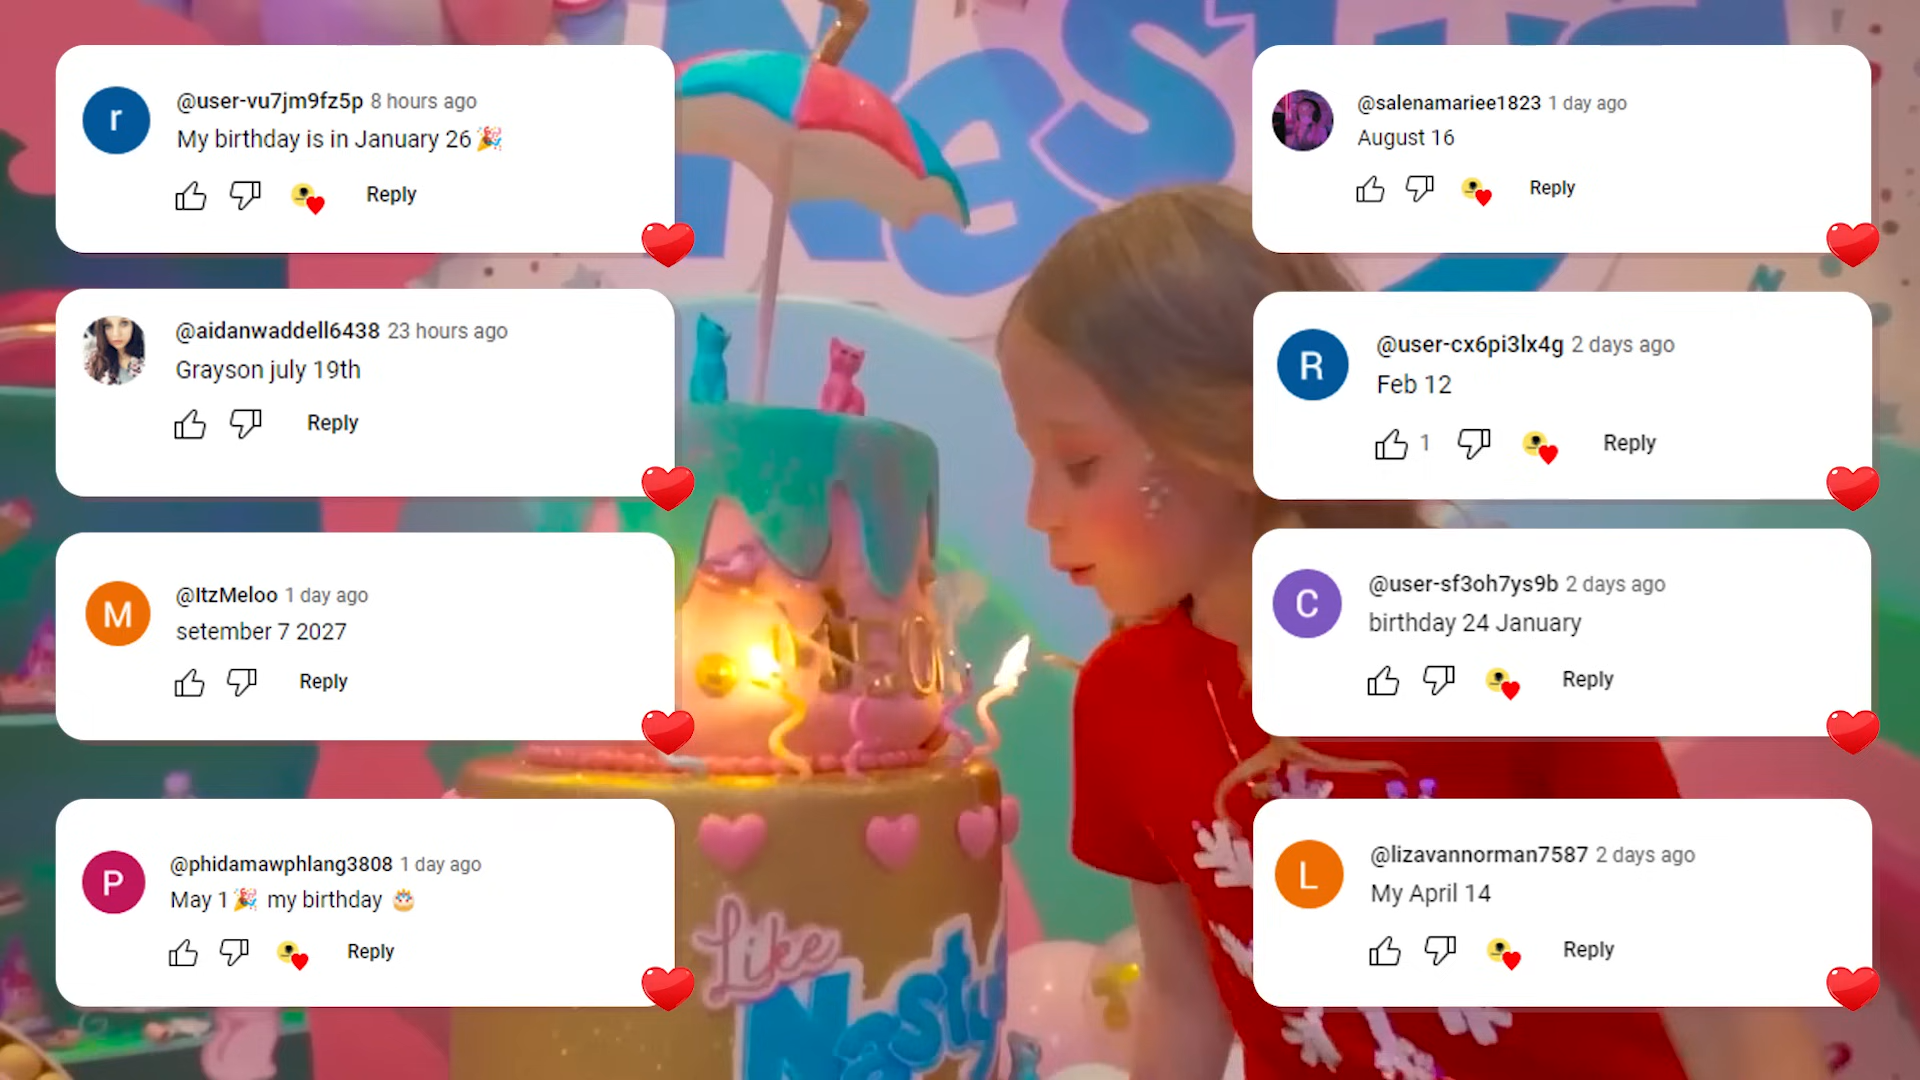 r
@user-vu7jm9fz5p 8 hours ago
My birthday is in January 26 🎉
Reply
@aidanwaddell6438 23 hours ago
Grayson july 19th
Reply
M
@ItzMeloo 1 day ago
setember 7 2027
Reply
P
@phidamawphlang3808 1 day ago
May 1 🎉 my birthday 🎂
Reply
@salenamariee1823 1 day ago
August 16
Reply
R
@user-cx6pi3lx4g 2 days ago
Feb 12
1
Reply
C
@user-sf3oh7ys9b 2 days ago
birthday 24 January
Reply
L
@lizavannorman7587 2 days ago
My April 14
Reply
Like
Nasty